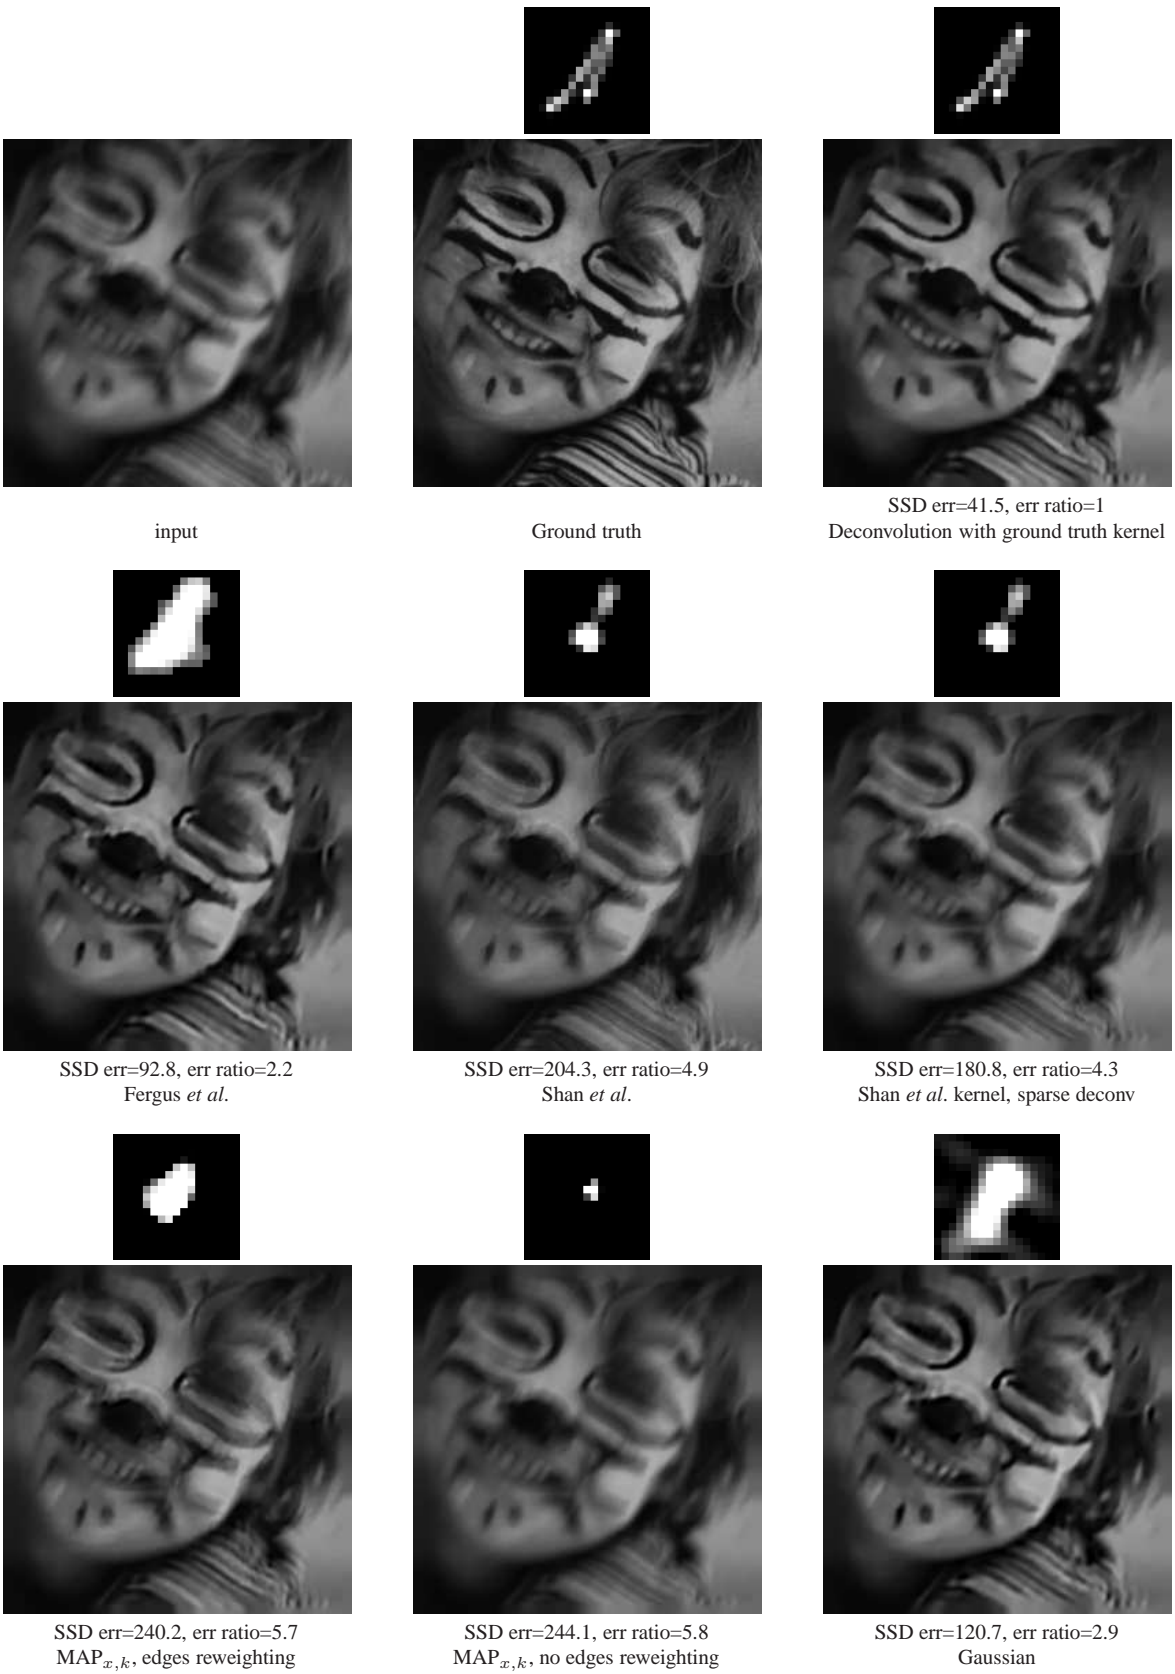 SSD err=41.5, err ratio=1
input
Ground truth
Deconvolution with ground truth kernel
SSD err=92.8, err ratio=2.2
Fergus et al.
SSD err=204.3, err ratio=4.9
Shan et al.
SSD err=180.8, err ratio=4.3
Shan et al. kernel, sparse deconv
SSD err=240.2, err ratio=5.7
MAPx,k, edges reweighting
SSD err=244.1, err ratio=5.8
MAPx,k, no edges reweighting
SSD err=120.7, err ratio=2.9
Gaussian